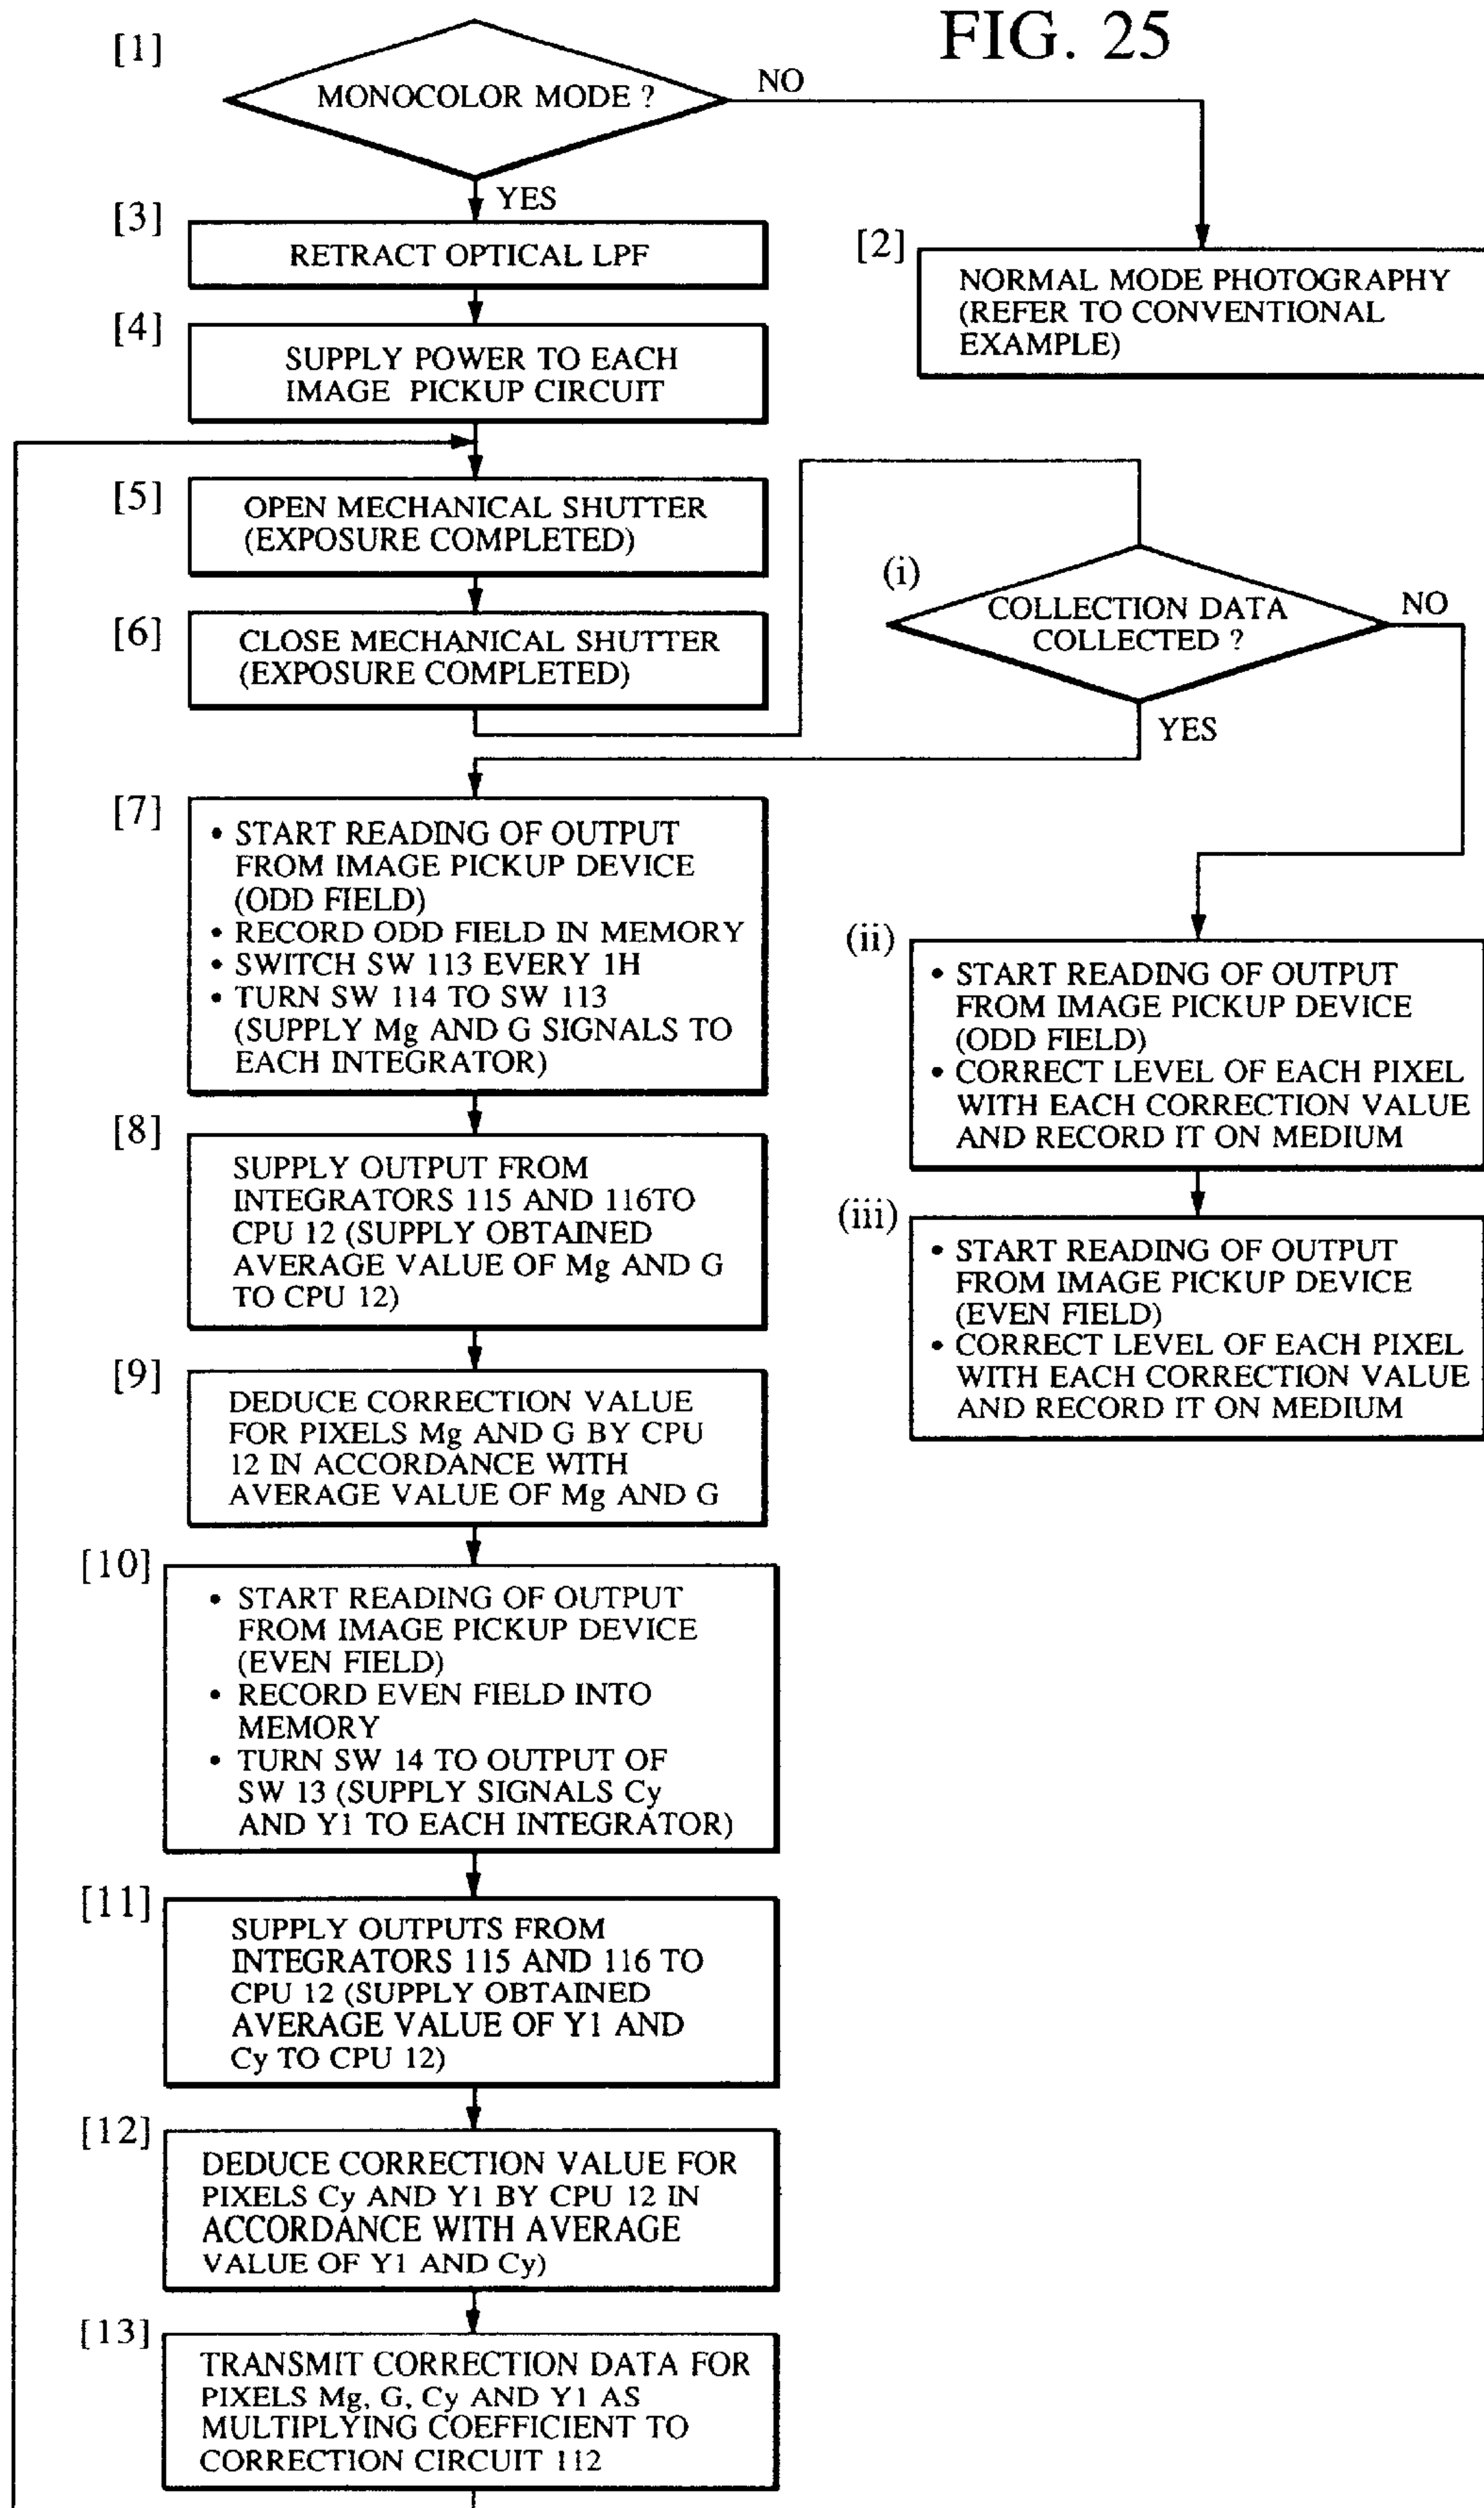 FIG. 25
[1]
MONOCOLOR MODE ?
NO
YES
[3]
RETRACT OPTICAL LPF
[2]
NORMAL MODE PHOTOGRAPHY
(REFER TO CONVENTIONAL
EXAMPLE)
[4]
SUPPLY POWER TO EACH
IMAGE PICKUP CIRCUIT
[5]
OPEN MECHANICAL SHUTTER
(EXPOSURE COMPLETED)
[6]
CLOSE MECHANICAL SHUTTER
(EXPOSURE COMPLETED)
(i)
COLLECTION DATA
COLLECTED ?
NO
YES
[7]
• START READING OF OUTPUT
FROM IMAGE PICKUP DEVICE
(ODD FIELD)
• RECORD ODD FIELD IN MEMORY
• SWITCH SW 113 EVERY 1H
• TURN SW 114 TO SW 113
(SUPPLY Mg AND G SIGNALS TO
EACH INTEGRATOR)
(ii)
• START READING OF OUTPUT
FROM IMAGE PICKUP DEVICE
(ODD FIELD)
• CORRECT LEVEL OF EACH PIXEL
WITH EACH CORRECTION VALUE
AND RECORD IT ON MEDIUM
[8]
SUPPLY OUTPUT FROM
INTEGRATORS 115 AND 116TO
CPU 12 (SUPPLY OBTAINED
AVERAGE VALUE OF Mg AND G
TO CPU 12)
(iii)
• START READING OF OUTPUT
FROM IMAGE PICKUP DEVICE
(EVEN FIELD)
• CORRECT LEVEL OF EACH PIXEL
WITH EACH CORRECTION VALUE
AND RECORD IT ON MEDIUM
[9]
DEDUCE CORRECTION VALUE
FOR PIXELS Mg AND G BY CPU
12 IN ACCORDANCE WITH
AVERAGE VALUE OF Mg AND G
[10]
• START READING OF OUTPUT
FROM IMAGE PICKUP DEVICE
(EVEN FIELD)
• RECORD EVEN FIELD INTO
MEMORY
• TURN SW 14 TO OUTPUT OF
SW 13 (SUPPLY SIGNALS Cy
AND Y1 TO EACH INTEGRATOR)
[11]
SUPPLY OUTPUTS FROM
INTEGRATORS 115 AND 116 TO
CPU 12 (SUPPLY OBTAINED
AVERAGE VALUE OF Y1 AND
Cy TO CPU 12)
[12]
DEDUCE CORRECTION VALUE FOR
PIXELS Cy AND Y1 BY CPU 12 IN
ACCORDANCE WITH AVERAGE
VALUE OF Y1 AND Cy)
[13]
TRANSMIT CORRECTION DATA FOR
PIXELS Mg, G, Cy AND Y1 AS
MULTIPLYING COEFFICIENT TO
CORRECTION CIRCUIT 112